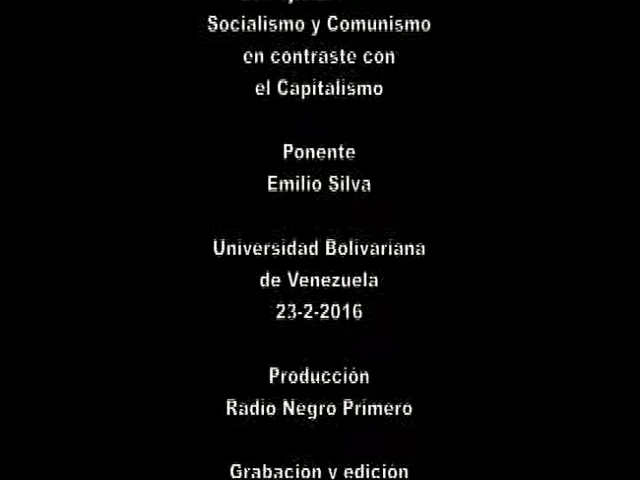 Socialismo y Comunismo
en contraste con
el Capitalismo
Ponente
Emilio Silva
Universidad Bolivariana
de Venezuela
23-2-2016
Producción
Radio Negro Primero
Grabación y edición